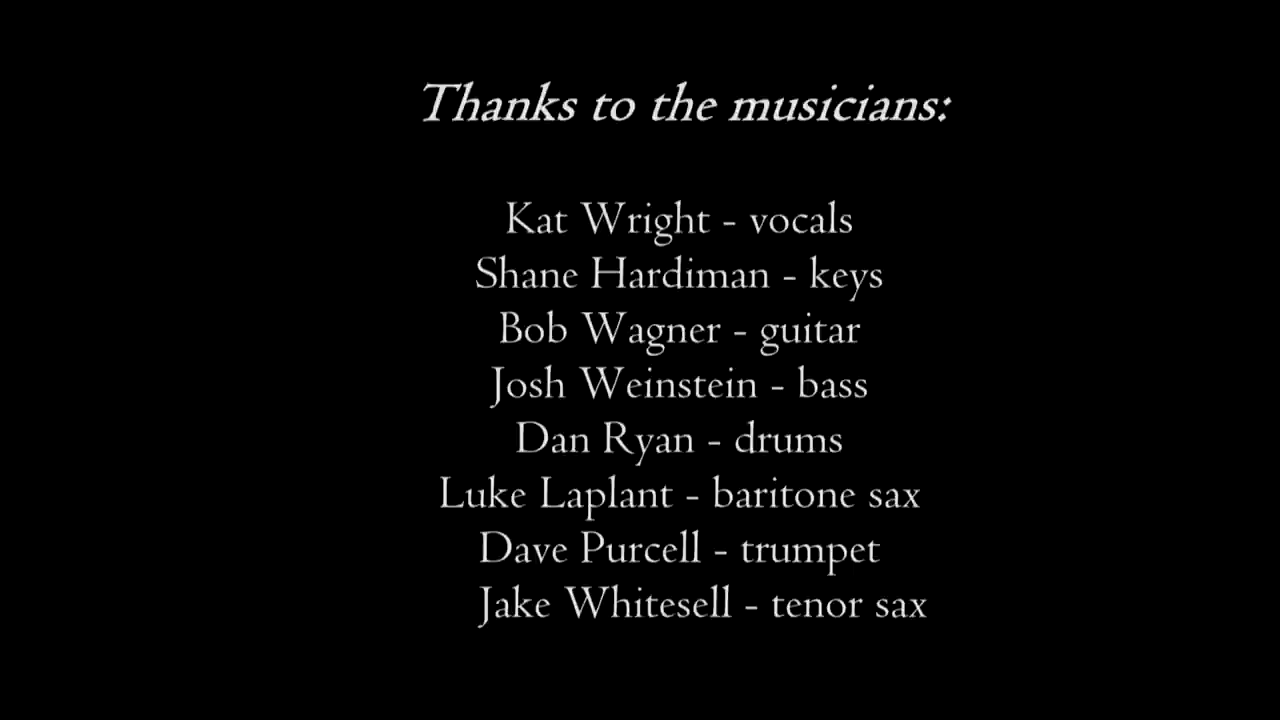 Thanks to the musicians:
Kat Wright - vocals
Shane Hardiman - keys
Bob Wagner - guitar
Josh Weinstein - bass
Dan Ryan - drums
Luke Laplant - baritone sax
Dave Purcell - trumpet
Jake Whitesell - tenor sax